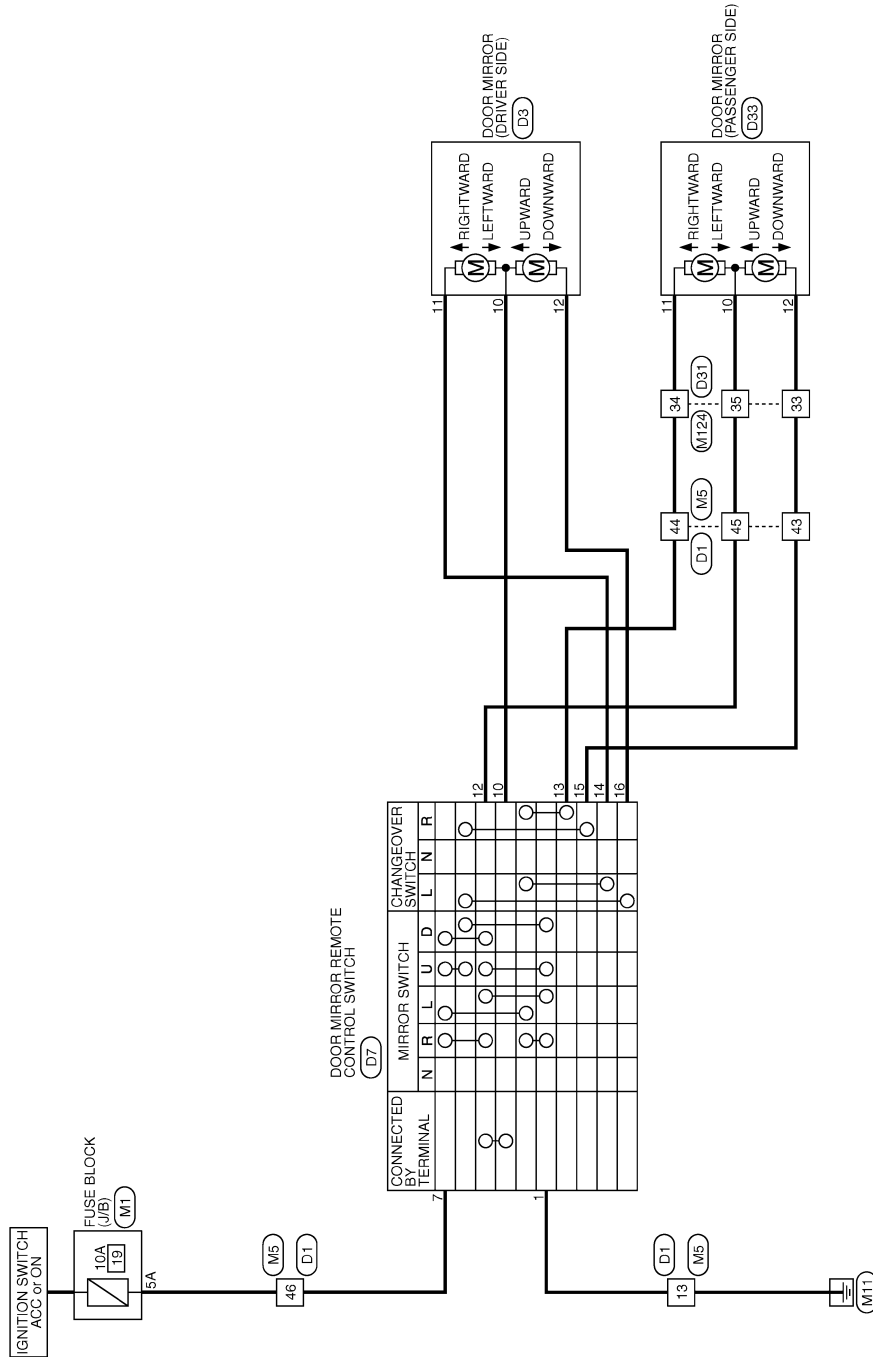 IGNITION SWITCH
ACC or ON
FUSE BLOCK
(J/B)
M1
10A
19
5A
M5
D1
46
DOOR MIRROR REMOTE
CONTROL SWITCH
D7
CONNECTED
BY
TERMINAL
MIRROR SWITCH
CHANGEOVER
SWITCH
N R L U D L N R
7
1
12
10
13
15
14
16
D1
M5
13
M11
DOOR MIRROR
(DRIVER SIDE)
D3
RIGHTWARD
LEFTWARD
UPWARD
DOWNWARD
M
M
11
10
12
DOOR MIRROR
(PASSENGER SIDE)
D33
RIGHTWARD
LEFTWARD
UPWARD
DOWNWARD
M
M
11
10
12
44
D1
M5
45
43
34
M124
D31
35
33